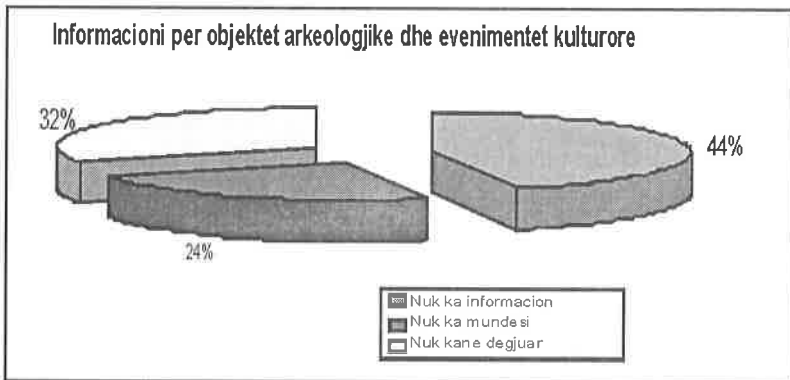 Informacioni per objektet arkeologjike dhe evenimentet kulturore
32%
44%
24%
Nuk ka informacion
Nuk ka mundesi
Nuk kane degjuar